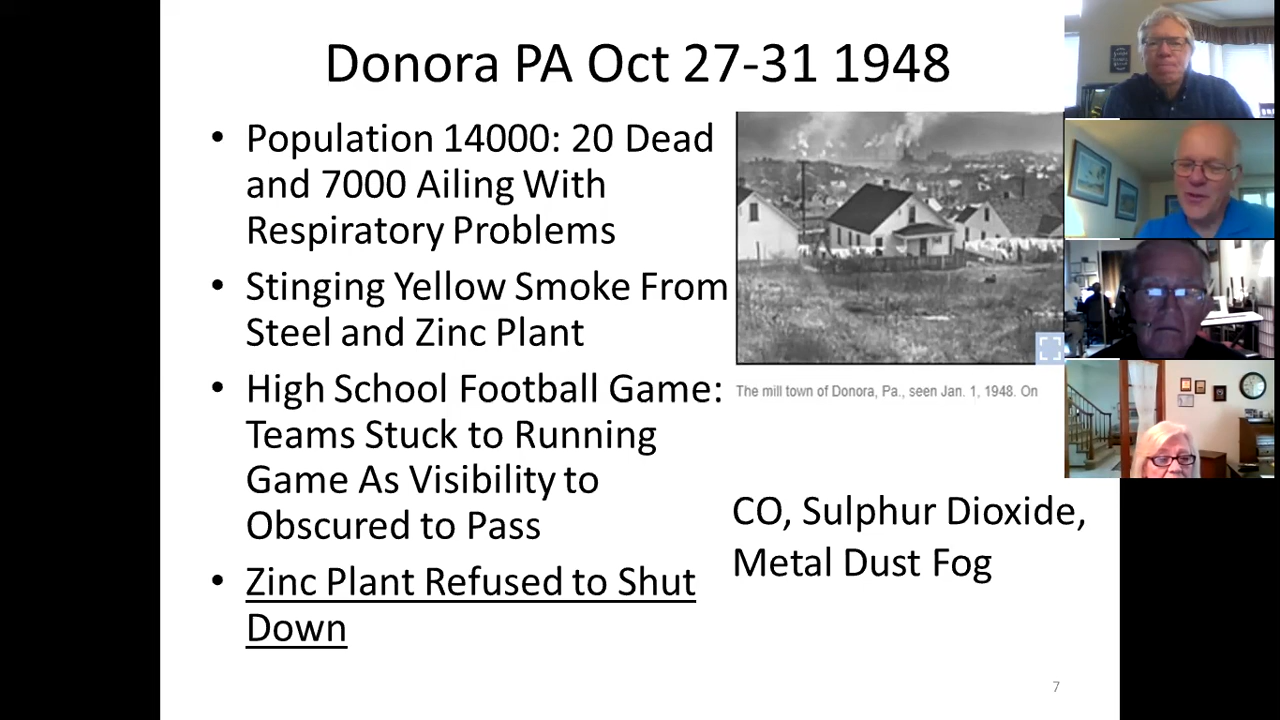 Donora PA Oct 27-31 1948
• Population 14000: 20 Dead
and 7000 Ailing With
Respiratory Problems
• Stinging Yellow Smoke From
Steel and Zinc Plant
• High School Football Game:
Teams Stuck to Running
Game As Visibility to
Obscured to Pass
• Zinc Plant Refused to Shut
Down
The mill town of Donora, Pa., seen Jan. 1, 1948. On
CO, Sulphur Dioxide,
Metal Dust Fog
7